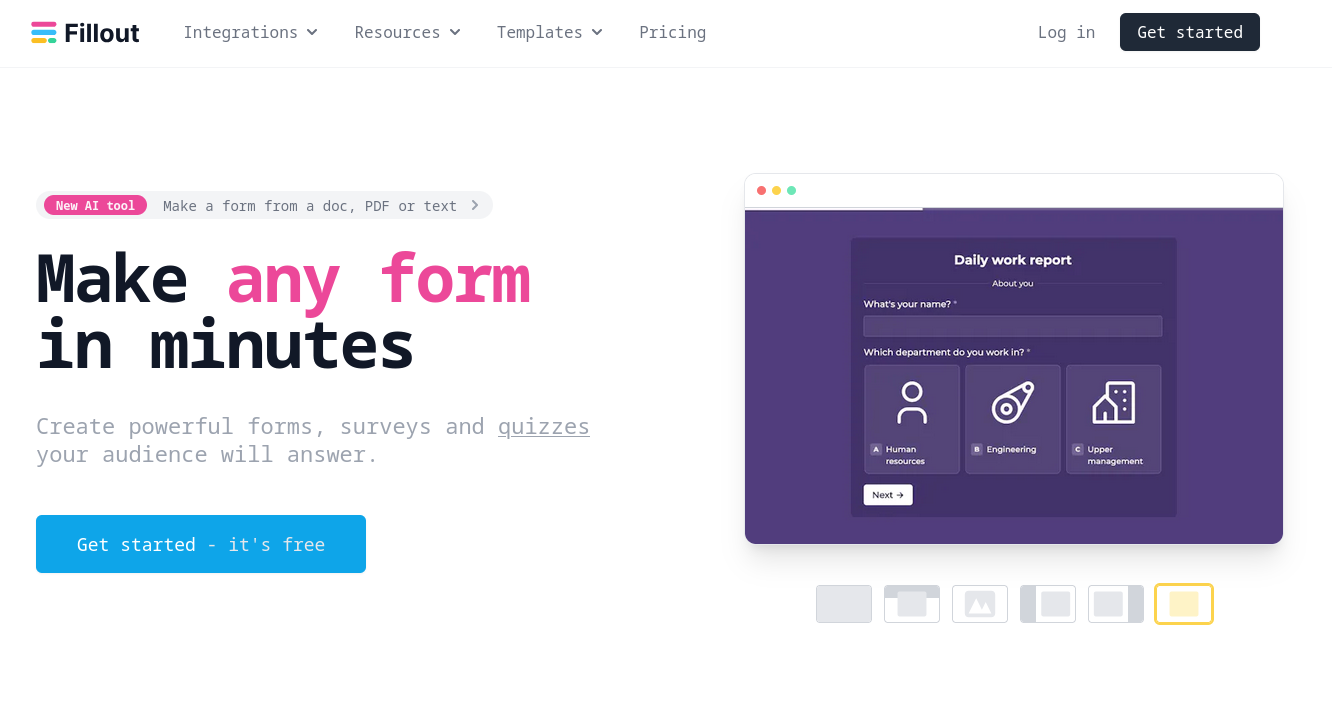 Fillout
Integrations
Resources
Templates
Pricing
Log in
Get started
New AI tool
Make a form from a doc, PDF or text
Make any form
in minutes
Create powerful forms, surveys and quizzes
your audience will answer.
Get started - it's free
Daily work report
About you
What's your name? *
Which department do you work in? *
A Human
resources
B Engineering
C Upper
management
Next →